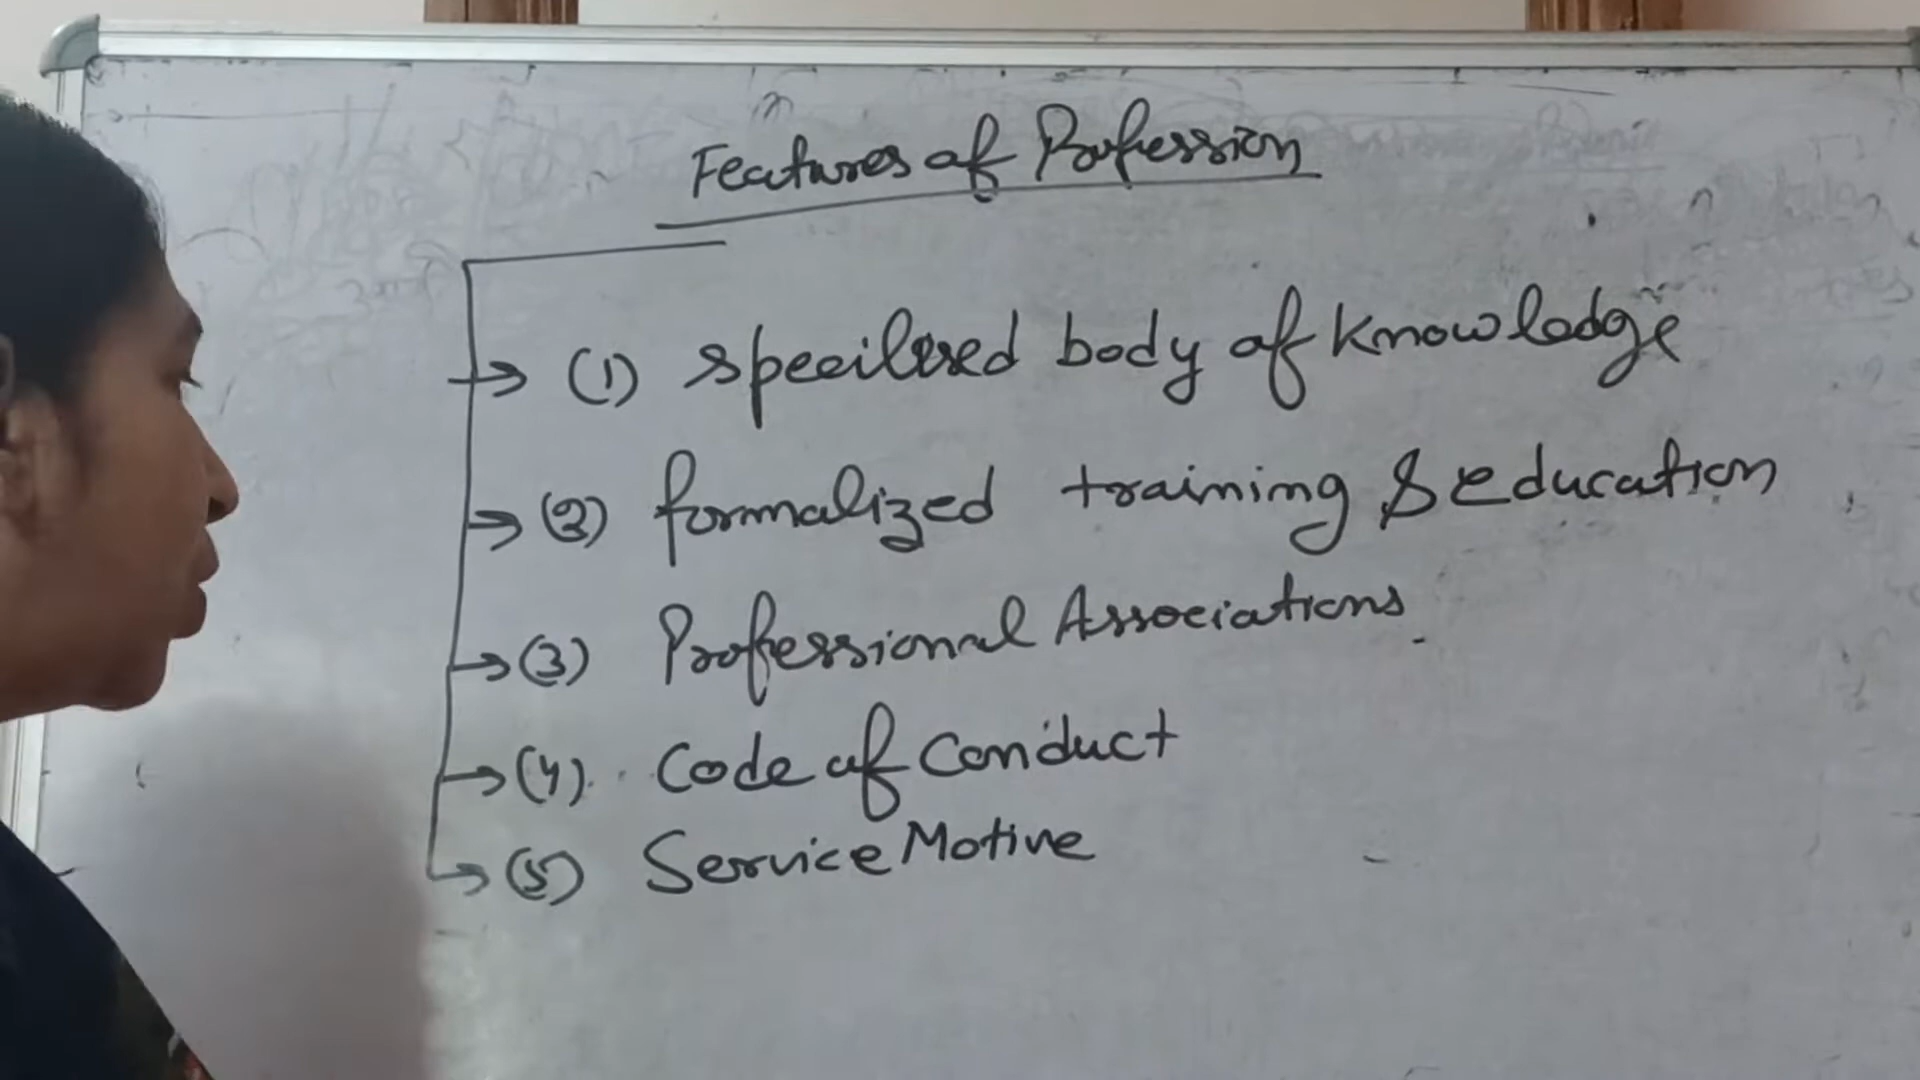 Features of Profession
(1) specilised body of knowledge
(2) formalized training & education
(3) Professional Associations
(4) Code of Conduct
(5) Service Motive